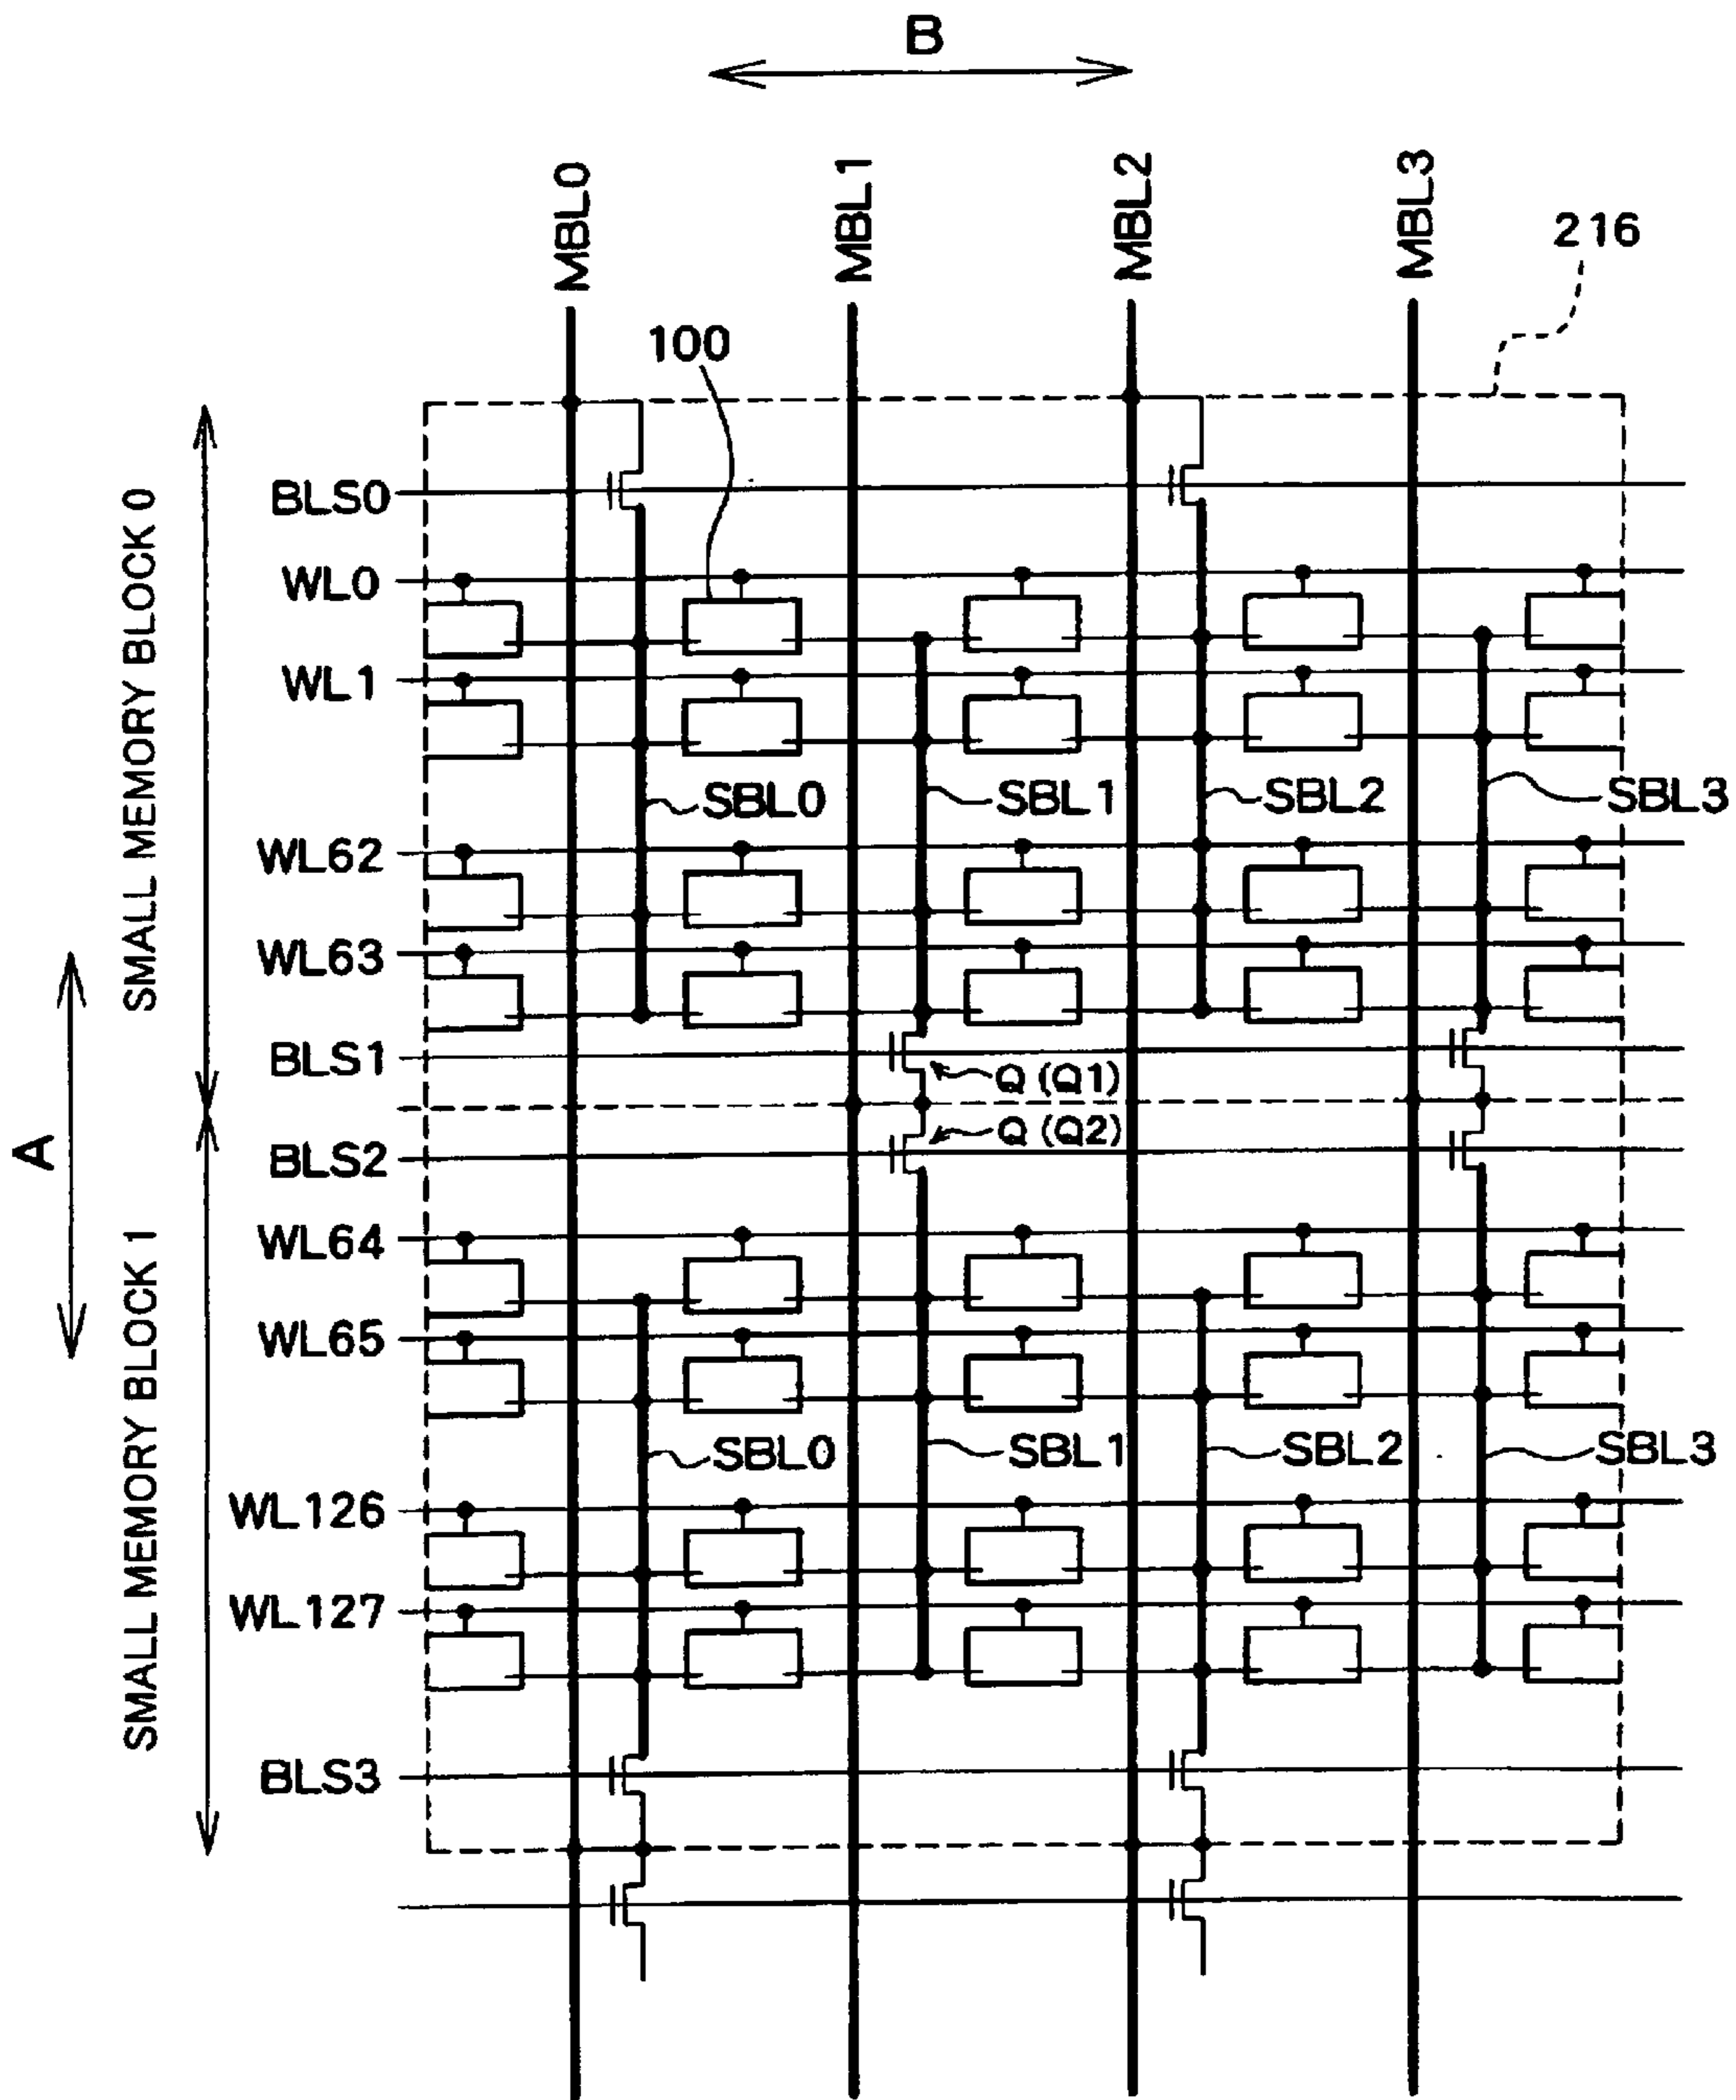 B
MBL0
MBL1
MBL2
MBL3
216
100
SMALL MEMORY BLOCK 0
BLS0
WL0
WL1
SBL0
SBL1
SBL2
SBL3
WL62
WL63
BLS1
Q (Q1)
A
Q (Q2)
BLS2
SMALL MEMORY BLOCK 1
WL64
WL65
SBL0
SBL1
SBL2
SBL3
WL126
WL127
BLS3